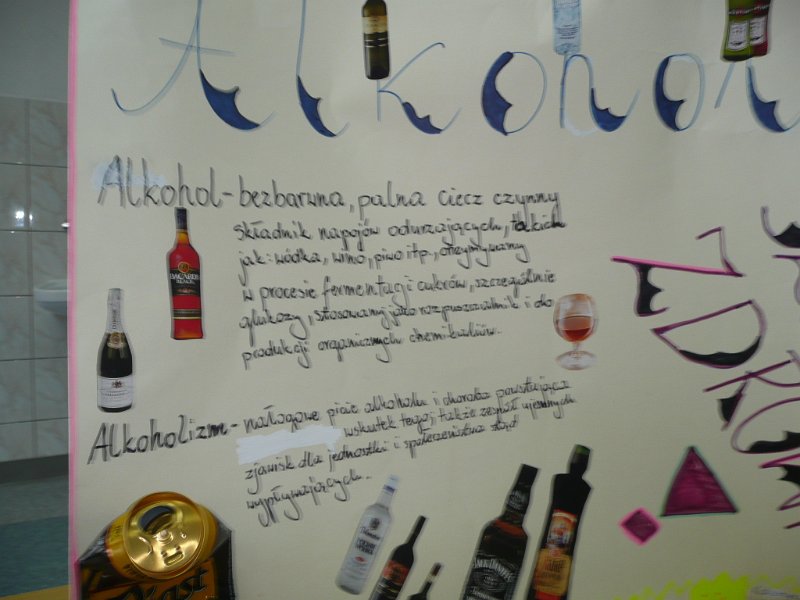 Alkohol
Alkohol - bezbarwna, palna ciecz czynny
składnik napojów odurzających, takich
jak: wódka, wino, piwo itp., otrzymywany
w procesie fermentacji cukrów, szczególnie
glukozy, stosowany jako rozpuszczalnik i do
produkcji organicznych chemikaliów.
BACARDI
BLACK
Alkoholizm - nałogowe picie alkoholu i choroba powstająca
wskutek tego; także zespół ujemnych
zjawisk dla jednostki i społeczeństwa stąd
wypływających.
JACK DANIEL'S
ZDROW